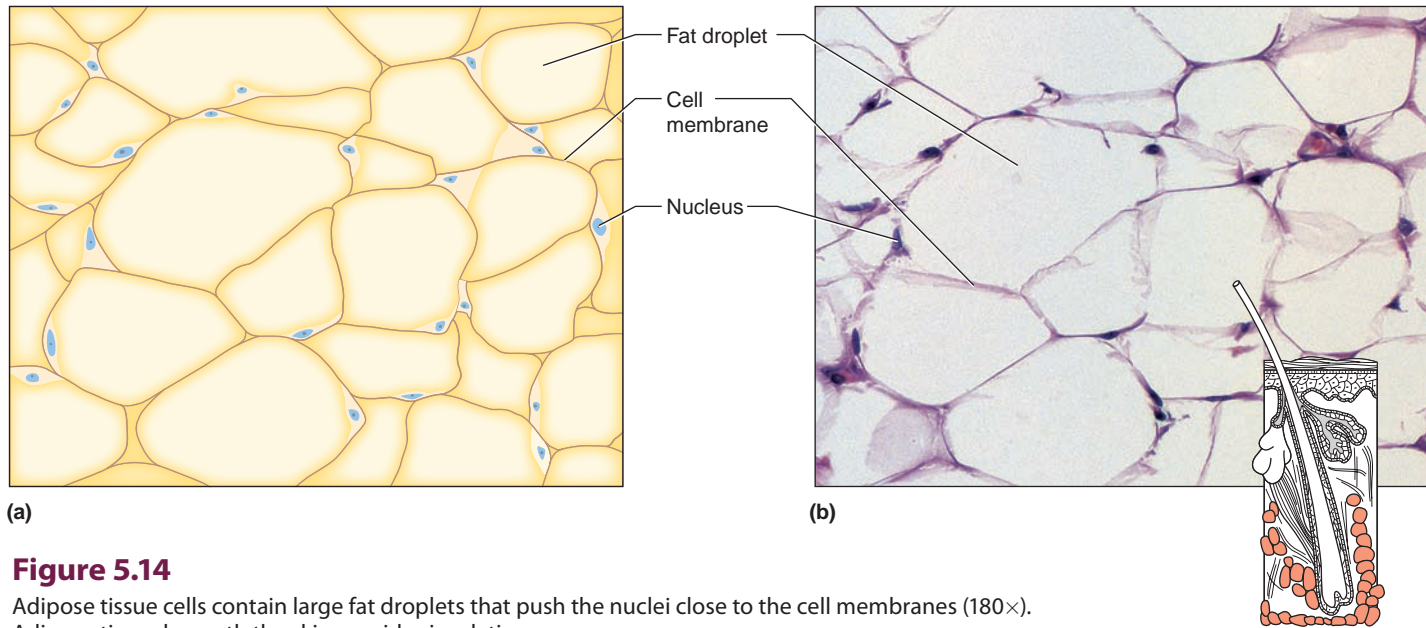 Fat droplet
Cell
membrane
Nucleus
(a)
(b)
Figure 5.14
Adipose tissue cells contain large fat droplets that push the nuclei close to the cell membranes (180×).